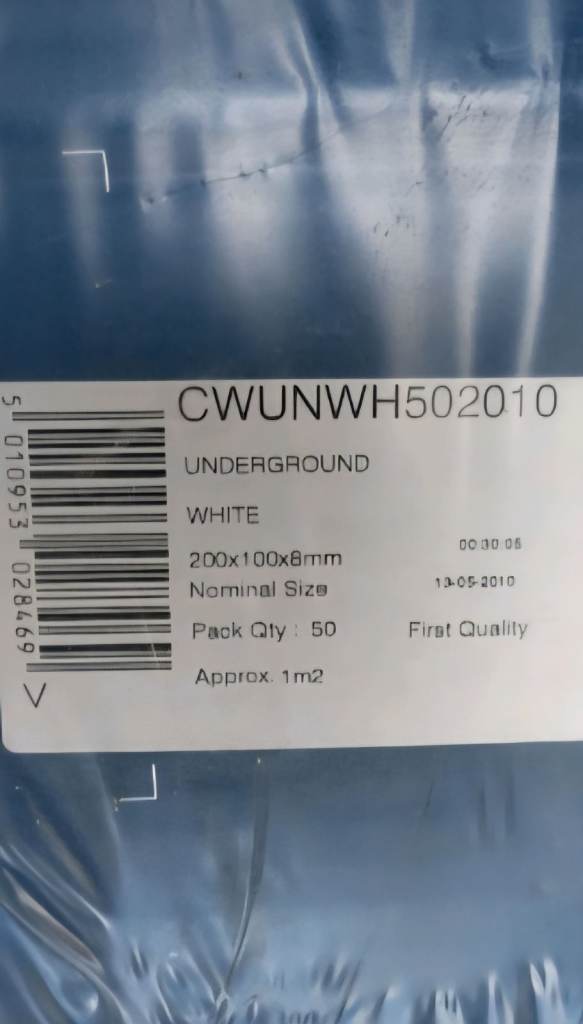 CWUNWH502010
UNDERGROUND
WHITE
200x100x8mm
00:30:05
Nominal Size
13-05-2010
Pack Qty : 50
First Quality
Approx. 1m2
5 010953 028469 >